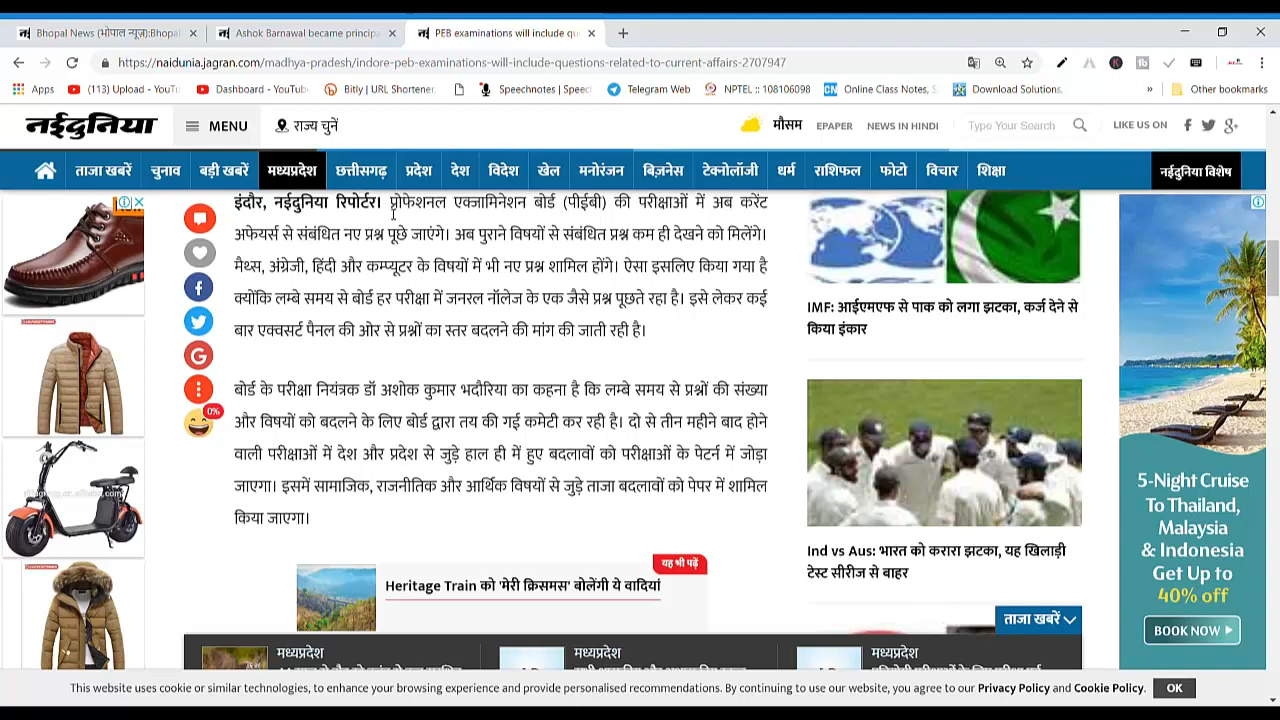 Bhopal News (भोपाल न्यूज़):Bhopal
Ashok Barnawal became principa
PEB examinations will include qu
https://naidunia.jagran.com/madhya-pradesh/indore-peb-examinations-will-include-questions-related-to-current-affairs-2707947
Apps
(113) Upload - YouTu
Dashboard - YouTube
Bitly | URL Shortener,
Speechnotes | Speec
Telegram Web
NPTEL :: 108106098
Online Class Notes, S
Download Solutions,
»
Other bookmarks
नईदुनिया
MENU
राज्य चुनें
मौसम
EPAPER
NEWS IN HINDI
Type Your Search
LIKE US ON
ताजा खबरें
चुनाव
बड़ी खबरें
मध्यप्रदेश
छत्तीसगढ़
प्रदेश
देश
विदेश
खेल
मनोरंजन
बिज़नेस
टेक्नोलॉजी
धर्म
राशिफल
फोटो
विचार
शिक्षा
नईदुनिया विशेष
इंदौर, नईदुनिया रिपोर्टर। प्रोफेशनल एक्जामिनेशन बोर्ड (पीईबी) की परीक्षाओं में अब करेंट
अफेयर्स से संबंधित नए प्रश्न पूछे जाएंगे। अब पुराने विषयों से संबंधित प्रश्न कम ही देखने को मिलेंगे।
मैथ्स, अंग्रेजी, हिंदी और कम्प्यूटर के विषयों में भी नए प्रश्न शामिल होंगे। ऐसा इसलिए किया गया है
क्योंकि लम्बे समय से बोर्ड हर परीक्षा में जनरल नॉलेज के एक जैसे प्रश्न पूछते रहा है। इसे लेकर कई
बार एक्वसर्ट पैनल की ओर से प्रश्नों का स्तर बदलने की मांग की जाती रही है।
बोर्ड के परीक्षा नियंत्रक डॉ अशोक कुमार भदौरिया का कहना है कि लम्बे समय से प्रश्नों की संख्या
और विषयों को बदलने के लिए बोर्ड द्वारा तय की गई कमेटी कर रही है। दो से तीन महीने बाद होने
वाली परीक्षाओं में देश और प्रदेश से जुड़े हाल ही में हुए बदलावों को परीक्षाओं के पेटर्न में जोड़ा
जाएगा। इसमें सामाजिक, राजनीतिक और आर्थिक विषयों से जुड़े ताजा बदलावों को पेपर में शामिल
किया जाएगा।
0%
यह भी पढ़ें
Heritage Train को 'मेरी क्रिसमस' बोलेंगी ये वादियां
IMF: आईएमएफ से पाक को लगा झटका, कर्ज देने से
किया इंकार
Ind vs Aus: भारत को करारा झटका, यह खिलाड़ी
टेस्ट सीरीज से बाहर
ताजा खबरें
5-Night Cruise
To Thailand,
Malaysia
& Indonesia
Get Up to
40% off
BOOK NOW
मध्यप्रदेश
मध्यप्रदेश
मध्यप्रदेश
This website uses cookie or similar technologies, to enhance your browsing experience and provide personalised recommendations. By continuing to use our website, you agree to our Privacy Policy and Cookie Policy.
OK